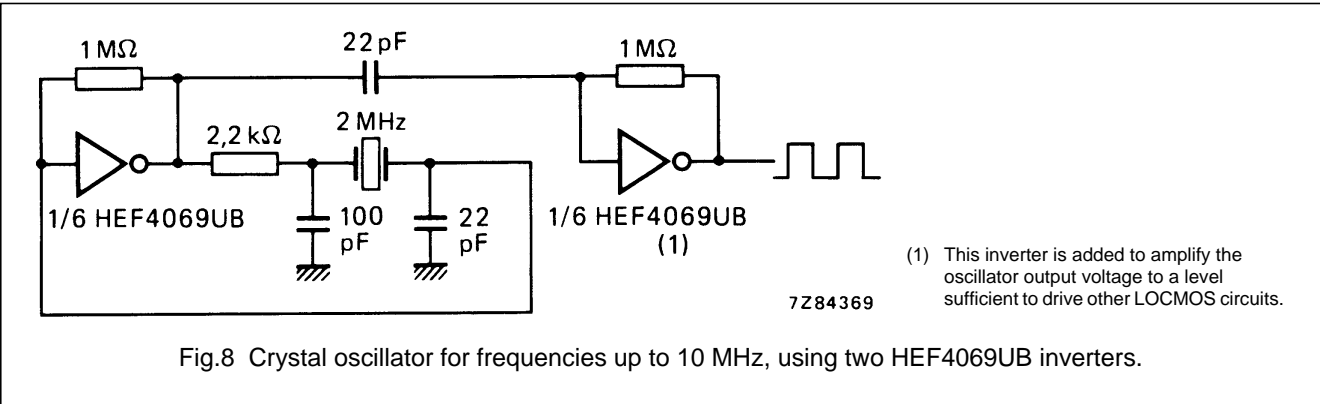 1 MΩ
22 pF
1 MΩ
2,2 kΩ
2 MHz
1/6 HEF4069UB
100
pF
22
pF
1/6 HEF4069UB
(1)
7Z84369
(1) This inverter is added to amplify the
oscillator output voltage to a level
sufficient to drive other LOCMOS circuits.
Fig.8 Crystal oscillator for frequencies up to 10 MHz, using two HEF4069UB inverters.